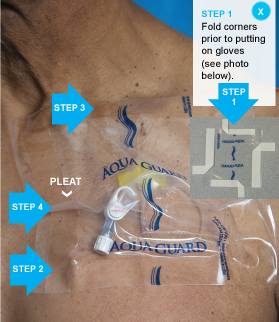 X
STEP 1
Fold corners
prior to putting
on gloves
(see photo
below).
STEP
1
STEP 3
AQUA GUARD
PLEAT
STEP 4
AQUA GUARD
STEP 2